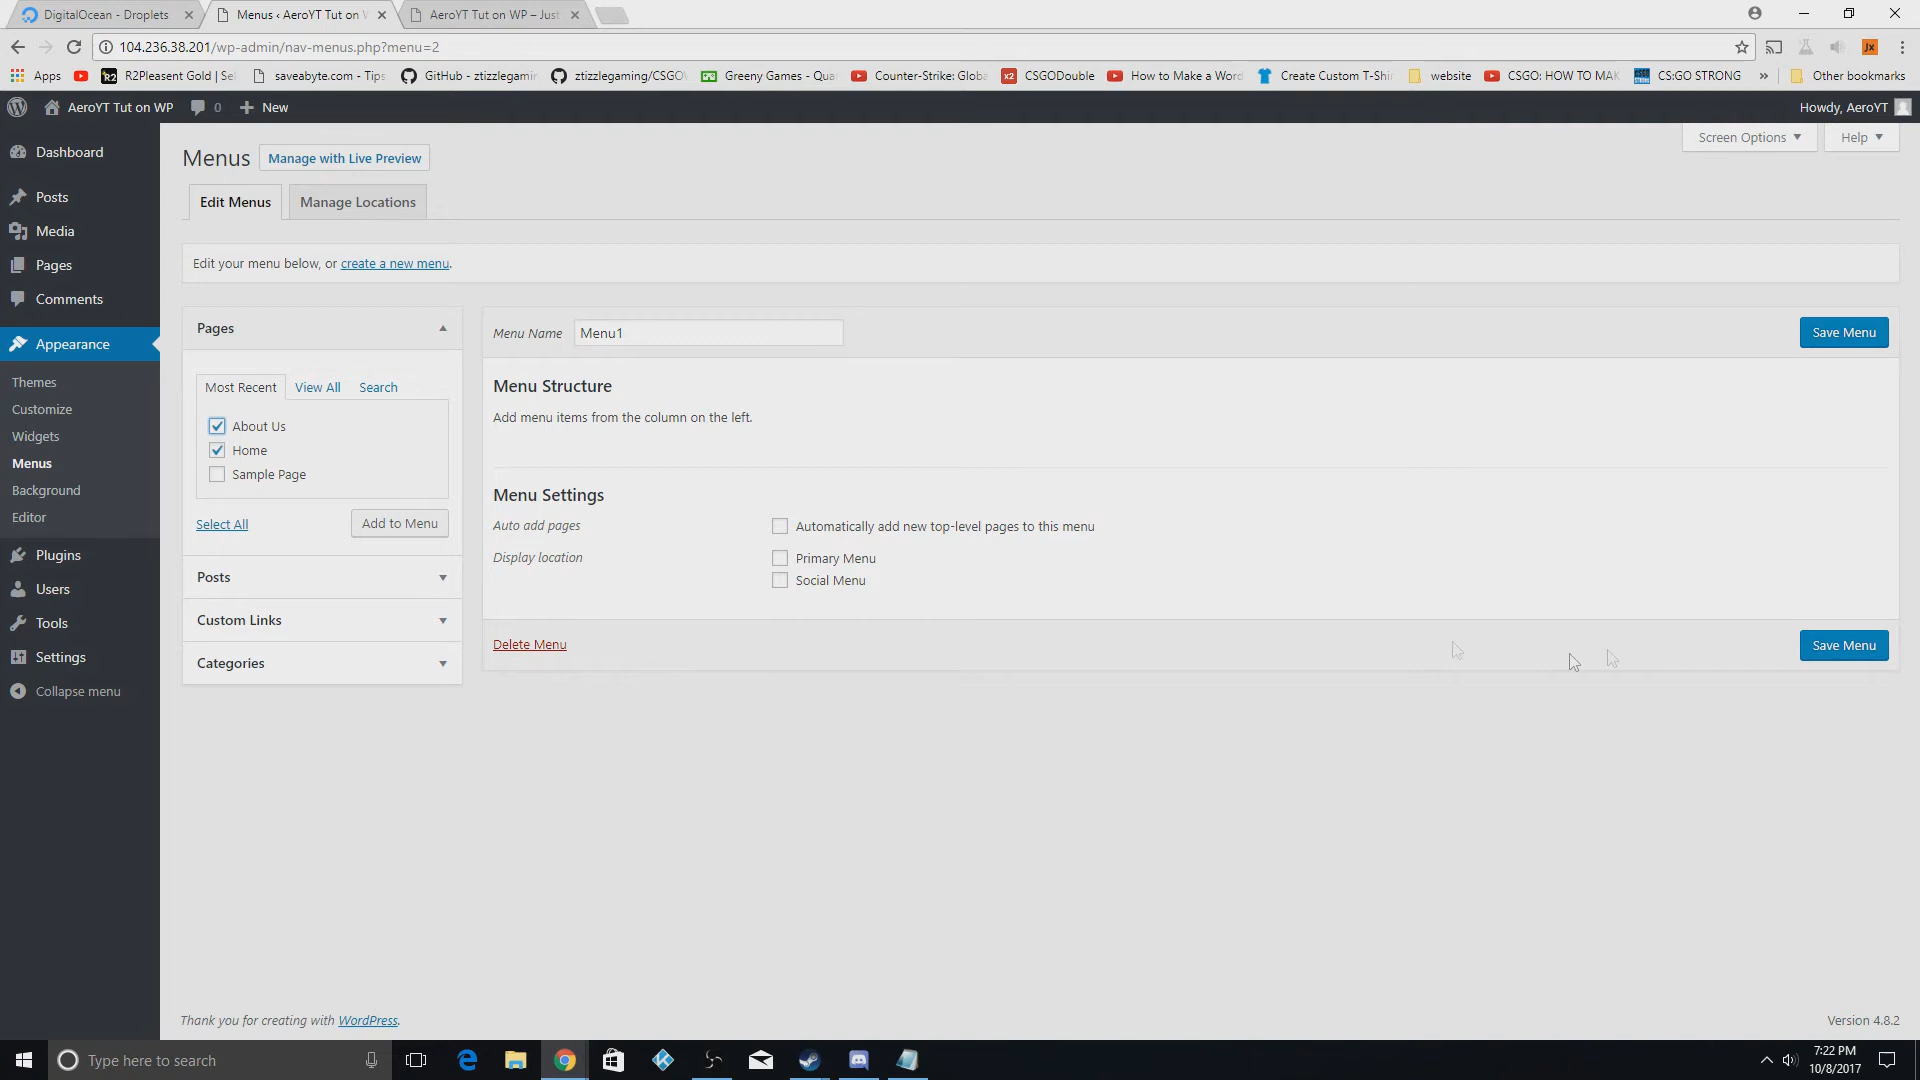 DigitalOcean - Droplets
Menus ‹ AeroYT Tut on W
AeroYT Tut on WP – Just
104.236.38.201/wp-admin/nav-menus.php?menu=2
Apps
R2Pleasent Gold | Se
saveabyte.com - Tips
GitHub - ztizzlegamin
ztizzlegaming/CSGOV
Greeny Games - Qua
Counter-Strike: Globa
CSGODouble
How to Make a Word
Create Custom T-Shir
website
CSGO: HOW TO MAK
CS:GO STRONG
»
Other bookmarks
AeroYT Tut on WP
0
New
Howdy, AeroYT
Dashboard
Posts
Media
Pages
Comments
Appearance
Themes
Customize
Widgets
Menus
Background
Editor
Plugins
Users
Tools
Settings
Collapse menu
Screen Options
Help
Menus
Manage with Live Preview
Edit Menus
Manage Locations
Edit your menu below, or create a new menu.
Pages
Most Recent
View All
Search
About Us
Home
Sample Page
Select All
Add to Menu
Posts
Custom Links
Categories
Menu Name
Menu1
Save Menu
Menu Structure
Add menu items from the column on the left.
Menu Settings
Auto add pages
Automatically add new top-level pages to this menu
Display location
Primary Menu
Social Menu
Delete Menu
Save Menu
Thank you for creating with WordPress.
Version 4.8.2
Type here to search
7:22 PM
10/8/2017